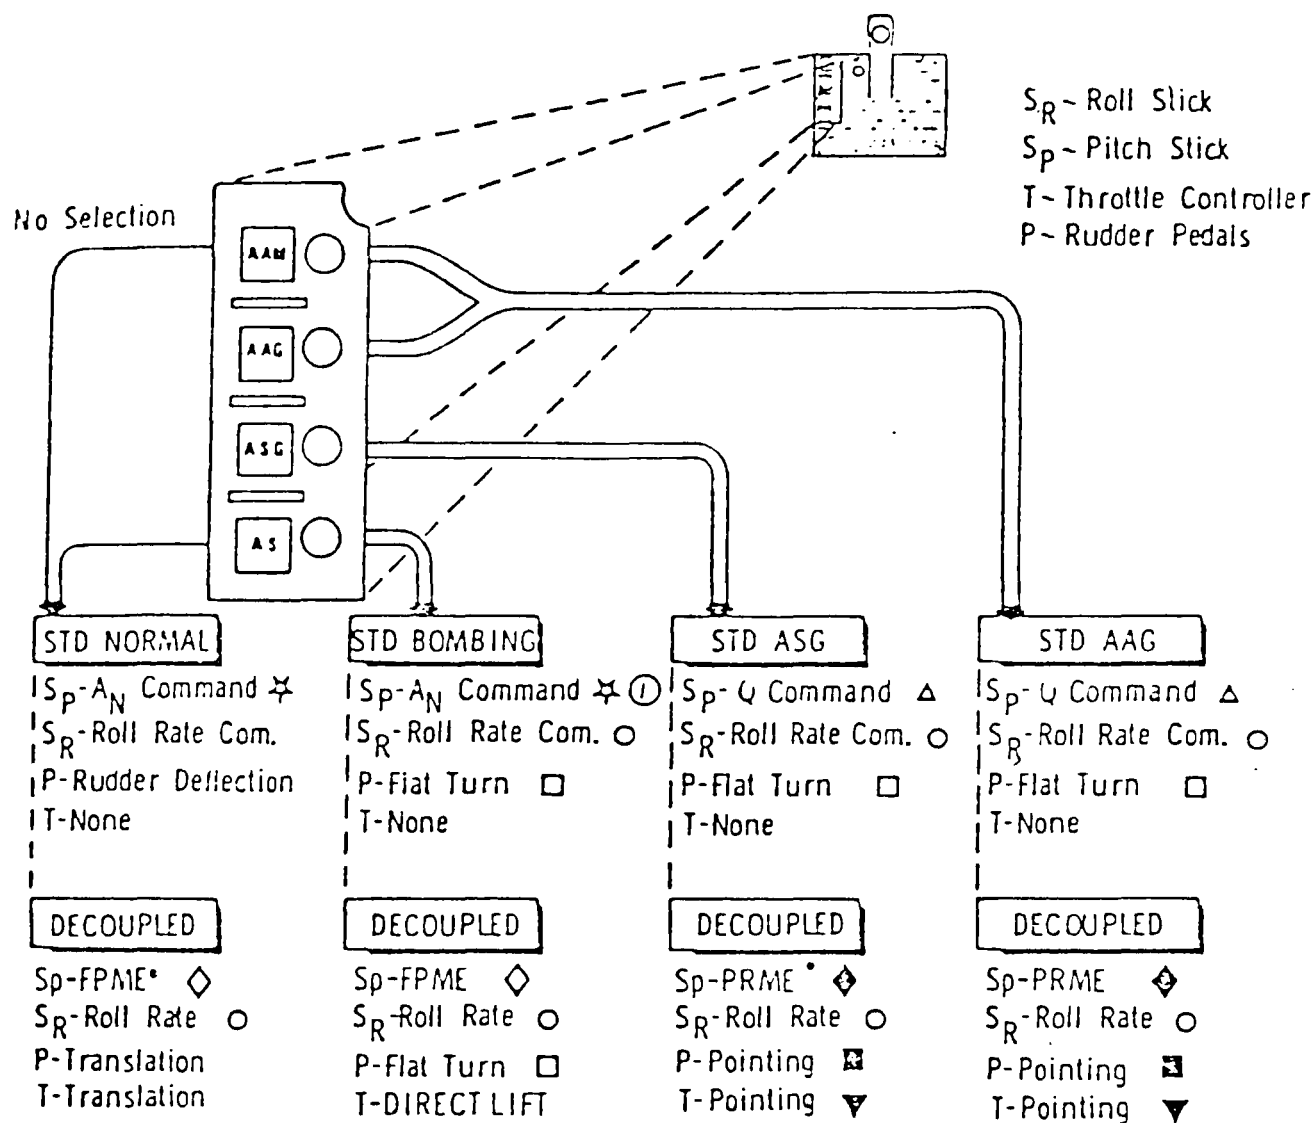 S_R ~ Roll Stick
S_P ~ Pitch Stick
T ~ Throttle Controller
P ~ Rudder Pedals
No Selection
AAM
AAG
ASG
AS
STD NORMAL
S_P-A_N Command
S_R-Roll Rate Com.
P-Rudder Deflection
T-None
DECOUPLED
Sp-FPME*
S_R-Roll Rate
P-Translation
T-Translation
STD BOMBING
S_P-A_N Command 1
S_R-Roll Rate Com.
P-Flat Turn
T-None
DECOUPLED
Sp-FPME
S_R-Roll Rate
P-Flat Turn
T-DIRECT LIFT
STD ASG
S_P-Q Command
S_R-Roll Rate Com.
P-Flat Turn
T-None
DECOUPLED
Sp-PRME*
S_R-Roll Rate
P-Pointing
T-Pointing
STD AAG
S_P-Q Command
S_R-Roll Rate Com.
P-Flat Turn
T-None
DECOUPLED
Sp-PRME
S_R-Roll Rate
P-Pointing
T-Pointing